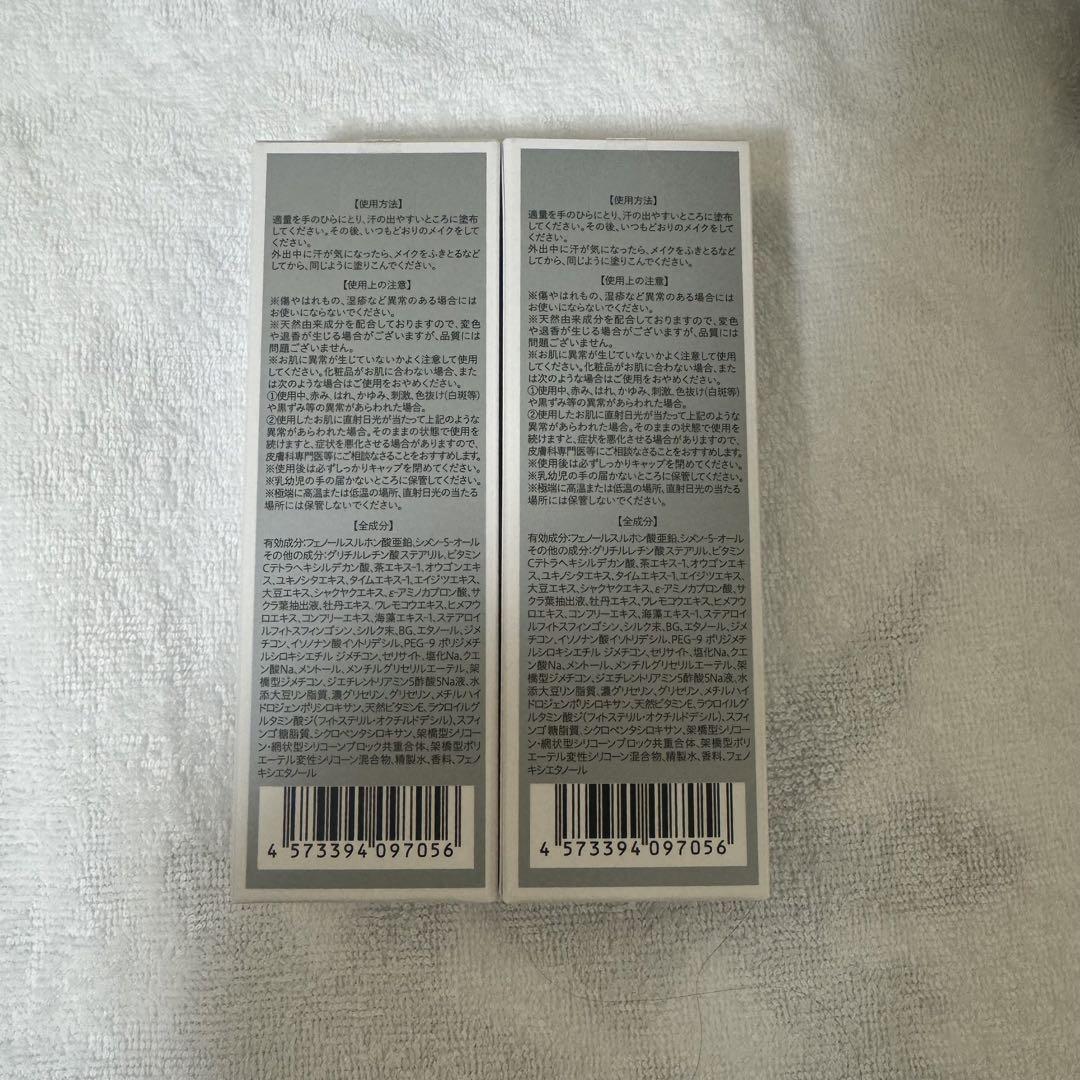 【使用方法】
適量を手のひらにとり、汗の出やすいところに塗布
してください。その後、いつもどおりのメイクをして
ください。
外出中に汗が気になったら、メイクをふきとるなど
してから、同じように塗りこんでください。
【使用上の注意】
※傷やはれもの、湿疹など異常のある場合には
お使いにならないでください。
※天然由来成分を配合しておりますので、変色
や退香が生じる場合がございますが、品質には
問題ございません。
※お肌に異常が生じていないかよく注意して使用
してください。化粧品がお肌に合わない場合、また
は次のような場合はご使用をおやめください。
①使用中、赤み、はれ、かゆみ、刺激、色抜け(白斑等)
や黒ずみ等の異常があらわれた場合。
②使用したお肌に直射日光が当たって上記のような
異常があらわれた場合。そのままの状態で使用を
続けますと、症状を悪化させる場合がありますので、
皮膚科専門医等にご相談なさることをおすすめします。
※使用後は必ずしっかりキャップを閉めてください。
※乳幼児の手の届かないところに保管してください。
※極端に高温または低温の場所、直射日光の当たる
場所には保管しないでください。
【全成分】
有効成分:フェノールスルホン酸亜鉛、シメン-5-オール
その他の成分:グリチルレチン酸ステアリル、ビタミン
Cテトラヘキシルデカン酸、茶エキス-1、オウゴンエキ
ス、ユキノシタエキス、タイムエキス-1、エイジツエキス、
大豆エキス、シャクヤクエキス、ε-アミノカプロン酸、サ
クラ葉抽出液、牡丹エキス、ワレモコウエキス、ヒメフウ
ロエキス、コンフリーエキス、海藻エキス-1、ステアロイ
ルフィトスフィンゴシン、シルク末、BG、エタノール、ジメ
チコン、イソノナン酸イソトリデシル、PEG-9 ポリジメチ
ルシロキシエチル ジメチコン、セリサイト、塩化Na、クエ
ン酸Na、メントール、メンチルグリセリルエーテル、架
橋型ジメチコン、ジエチレントリアミン5酢酸5Na液、水
添大豆リン脂質、濃グリセリン、グリセリン、メチルハイ
ドロジェンポリシロキサン、天然ビタミンE、ラウロイルグ
ルタミン酸ジ(フィトステリル・オクチルドデシル)、スフィ
ンゴ糖脂質、シクロペンタシロキサン、架橋型シリコー
ン・網状型シリコーンブロック共重合体、架橋型ポリ
エーテル変性シリコーン混合物、精製水、香料、フェノ
キシエタノール
4 573394 097056
【使用方法】
適量を手のひらにとり、汗の出やすいところに塗布
してください。その後、いつもどおりのメイクをして
ください。
外出中に汗が気になったら、メイクをふきとるなど
してから、同じように塗りこんでください。
【使用上の注意】
※傷やはれもの、湿疹など異常のある場合には
お使いにならないでください。
※天然由来成分を配合しておりますので、変色
や退香が生じる場合がございますが、品質には
問題ございません。
※お肌に異常が生じていないかよく注意して使用
してください。化粧品がお肌に合わない場合、また
は次のような場合はご使用をおやめください。
①使用中、赤み、はれ、かゆみ、刺激、色抜け(白斑等)
や黒ずみ等の異常があらわれた場合。
②使用したお肌に直射日光が当たって上記のような
異常があらわれた場合。そのままの状態で使用を
続けますと、症状を悪化させる場合がありますので、
皮膚科専門医等にご相談なさることをおすすめします。
※使用後は必ずしっかりキャップを閉めてください。
※乳幼児の手の届かないところに保管してください。
※極端に高温または低温の場所、直射日光の当たる
場所には保管しないでください。
【全成分】
有効成分:フェノールスルホン酸亜鉛、シメン-5-オール
その他の成分:グリチルレチン酸ステアリル、ビタミン
Cテトラヘキシルデカン酸、茶エキス-1、オウゴンエキ
ス、ユキノシタエキス、タイムエキス-1、エイジツエキス、
大豆エキス、シャクヤクエキス、ε-アミノカプロン酸、サ
クラ葉抽出液、牡丹エキス、ワレモコウエキス、ヒメフウ
ロエキス、コンフリーエキス、海藻エキス-1、ステアロイ
ルフィトスフィンゴシン、シルク末、BG、エタノール、ジメ
チコン、イソノナン酸イソトリデシル、PEG-9 ポリジメチ
ルシロキシエチル ジメチコン、セリサイト、塩化Na、クエ
ン酸Na、メントール、メンチルグリセリルエーテル、架
橋型ジメチコン、ジエチレントリアミン5酢酸5Na液、水
添大豆リン脂質、濃グリセリン、グリセリン、メチルハイ
ドロジェンポリシロキサン、天然ビタミンE、ラウロイルグ
ルタミン酸ジ(フィトステリル・オクチルドデシル)、スフィ
ンゴ糖脂質、シクロペンタシロキサン、架橋型シリコー
ン・網状型シリコーンブロック共重合体、架橋型ポリ
エーテル変性シリコーン混合物、精製水、香料、フェノ
キシエタノール
4 573394 097056